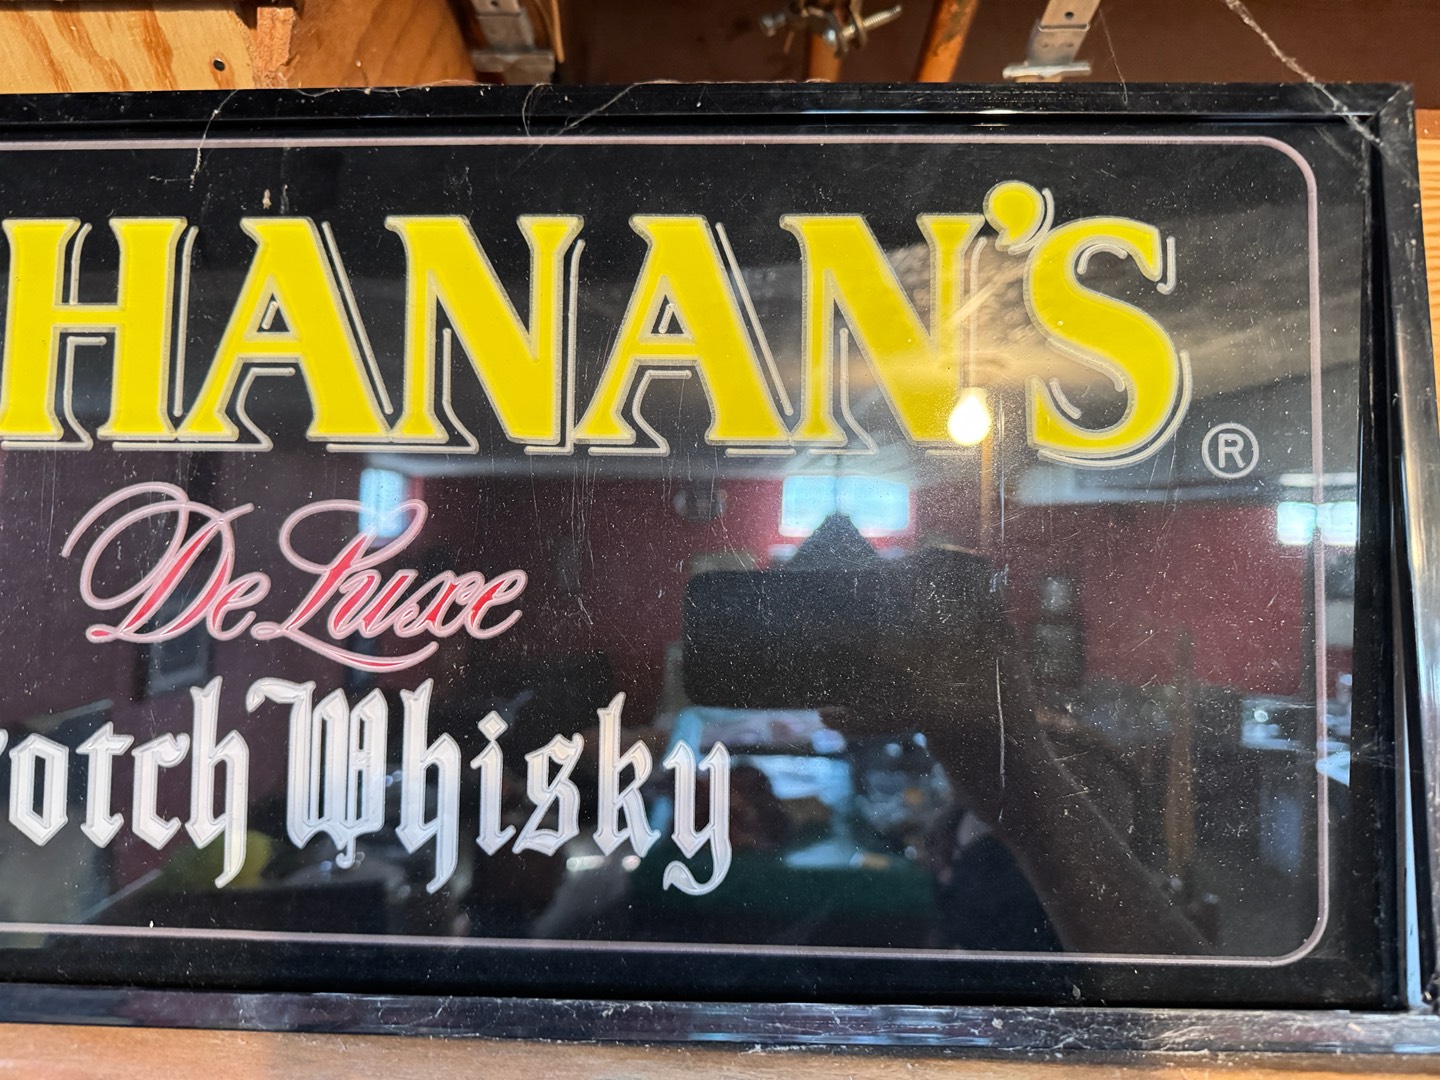 HANAN'S®
De Luxe
otch Whisky